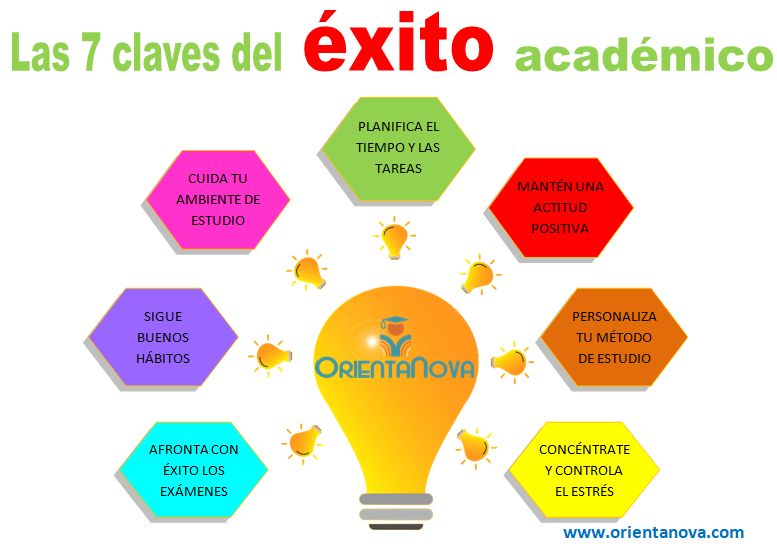 Las 7 claves del éxito académico
PLANIFICA EL
TIEMPO Y LAS
TAREAS
CUIDA TU
AMBIENTE DE
ESTUDIO
MANTÉN UNA
ACTITUD
POSITIVA
SIGUE
BUENOS
HÁBITOS
ORIENTANOVA
PERSONALIZA
TU MÉTODO
DE ESTUDIO
AFRONTA CON
ÉXITO LOS
EXÁMENES
CONCÉNTRATE
Y CONTROLA
EL ESTRÉS
www.orientanova.com